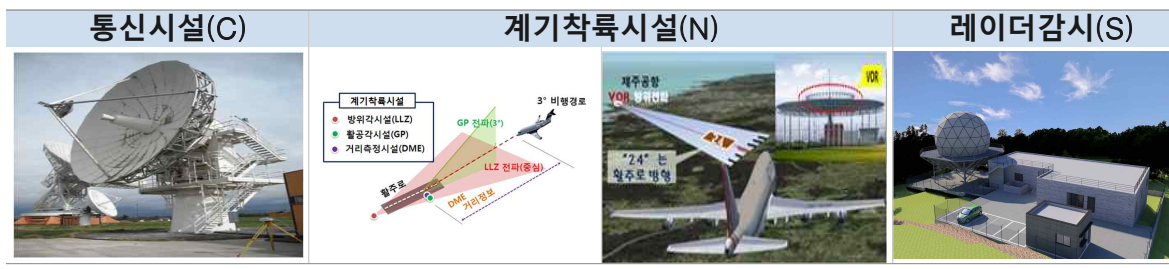 통신시설(C)
계기착륙시설(N)
레이더감시(S)
계기착륙시설
방위각시설(LLZ)
활공각시설(GP)
거리측정시설(DME)
3° 비행경로
GP 전파(3°)
LLZ 전파(중심)
활주로
DME
거리정보
제주공항
VOR 방위전파
VOR
"24" 는
활주로 방향